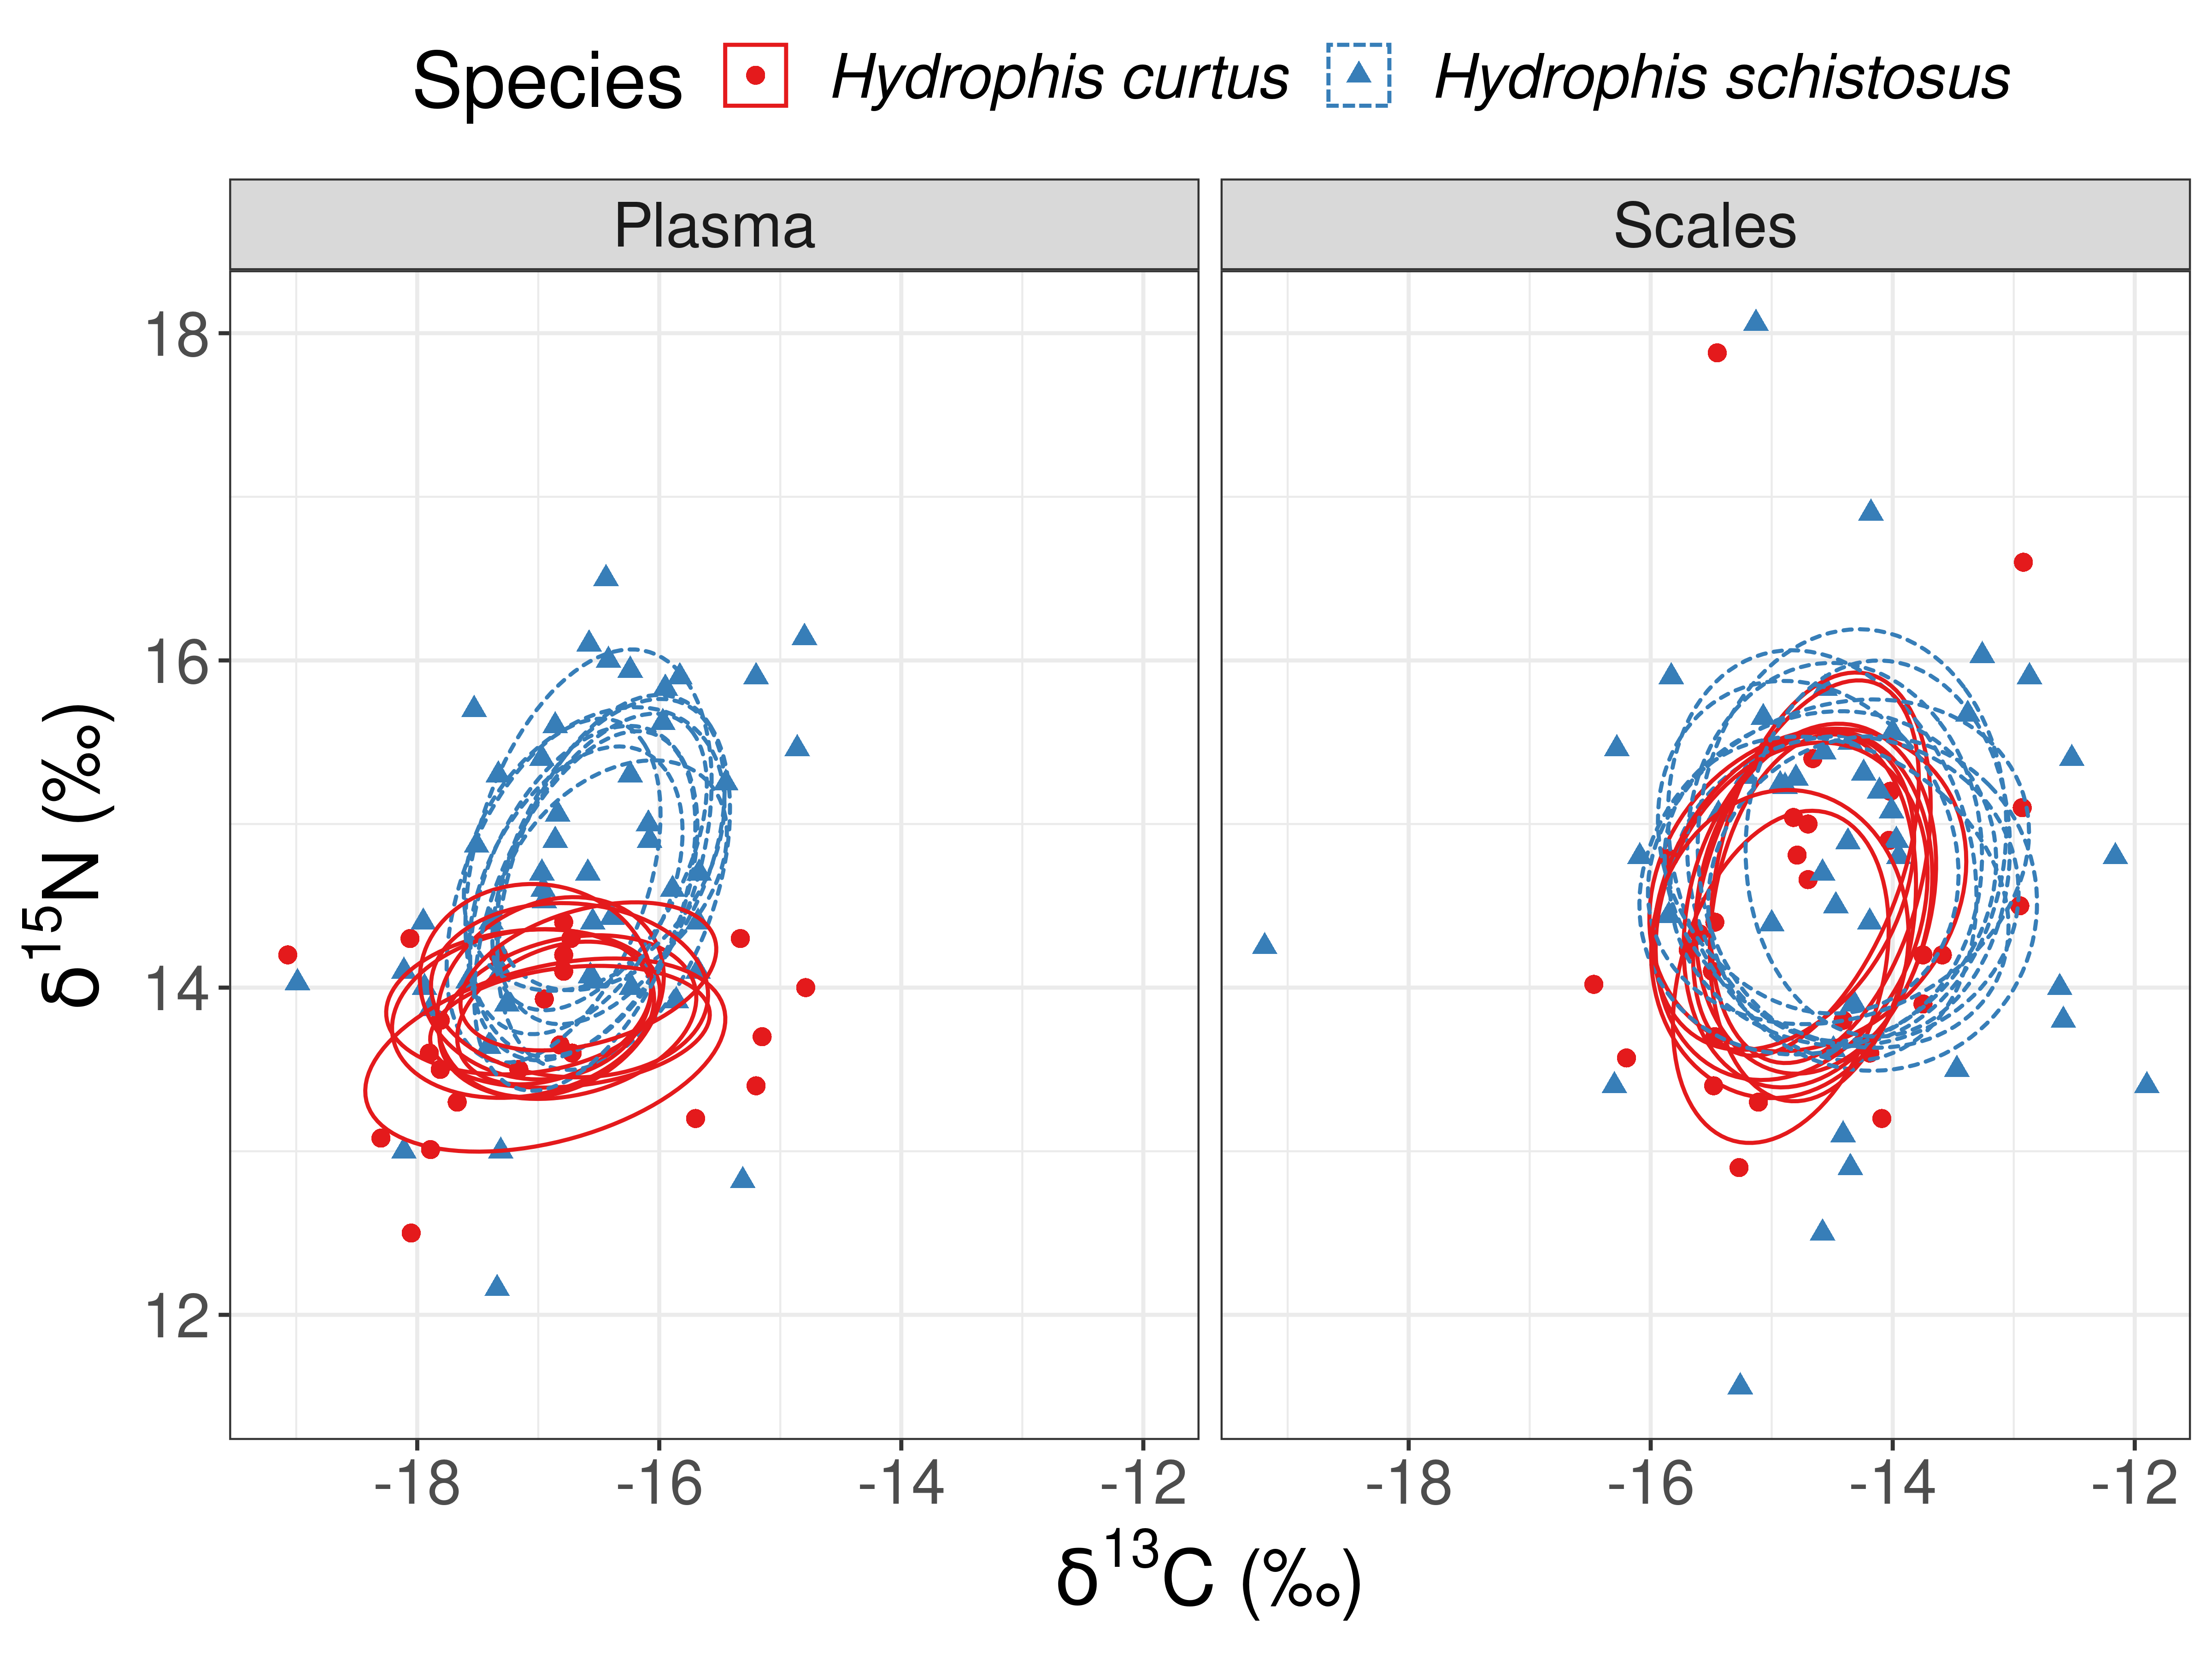 Species Hydrophis curtus Hydrophis schistosus
Plasma Scales
18
16
14
12
δ15N (‰)
-18 -16 -14 -12 -18 -16 -14 -12
δ13C (‰)